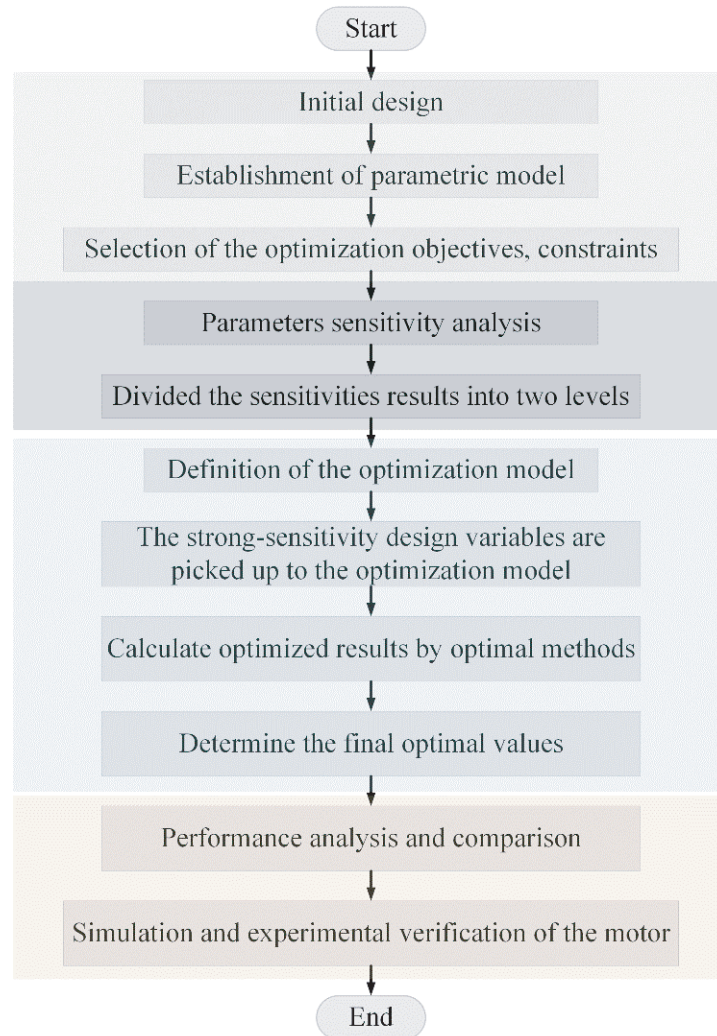 Start
Initial design
Establishment of parametric model
Selection of the optimization objectives, constraints
Parameters sensitivity analysis
Divided the sensitivities results into two levels
Definition of the optimization model
The strong-sensitivity design variables are
picked up to the optimization model
Calculate optimized results by optimal methods
Determine the final optimal values
Performance analysis and comparison
Simulation and experimental verification of the motor
End